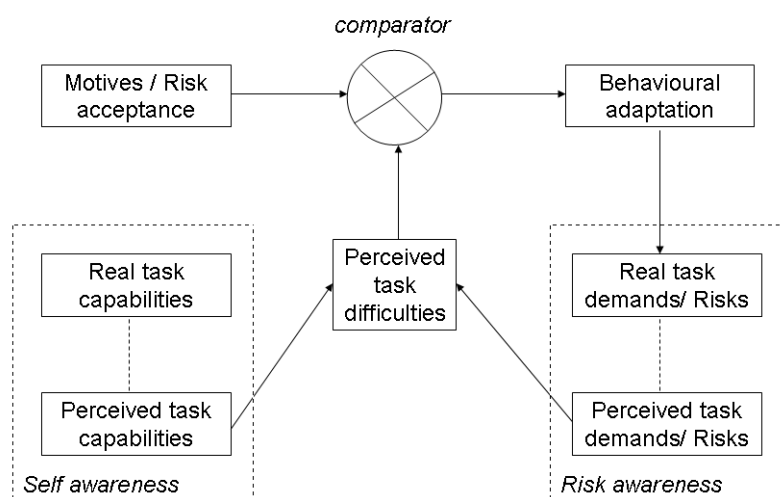 comparator
Motives / Risk
acceptance
Behavioural
adaptation
Real task
capabilities
Perceived
task
difficulties
Real task
demands/ Risks
Perceived task
capabilities
Perceived task
demands/ Risks
Self awareness
Risk awareness